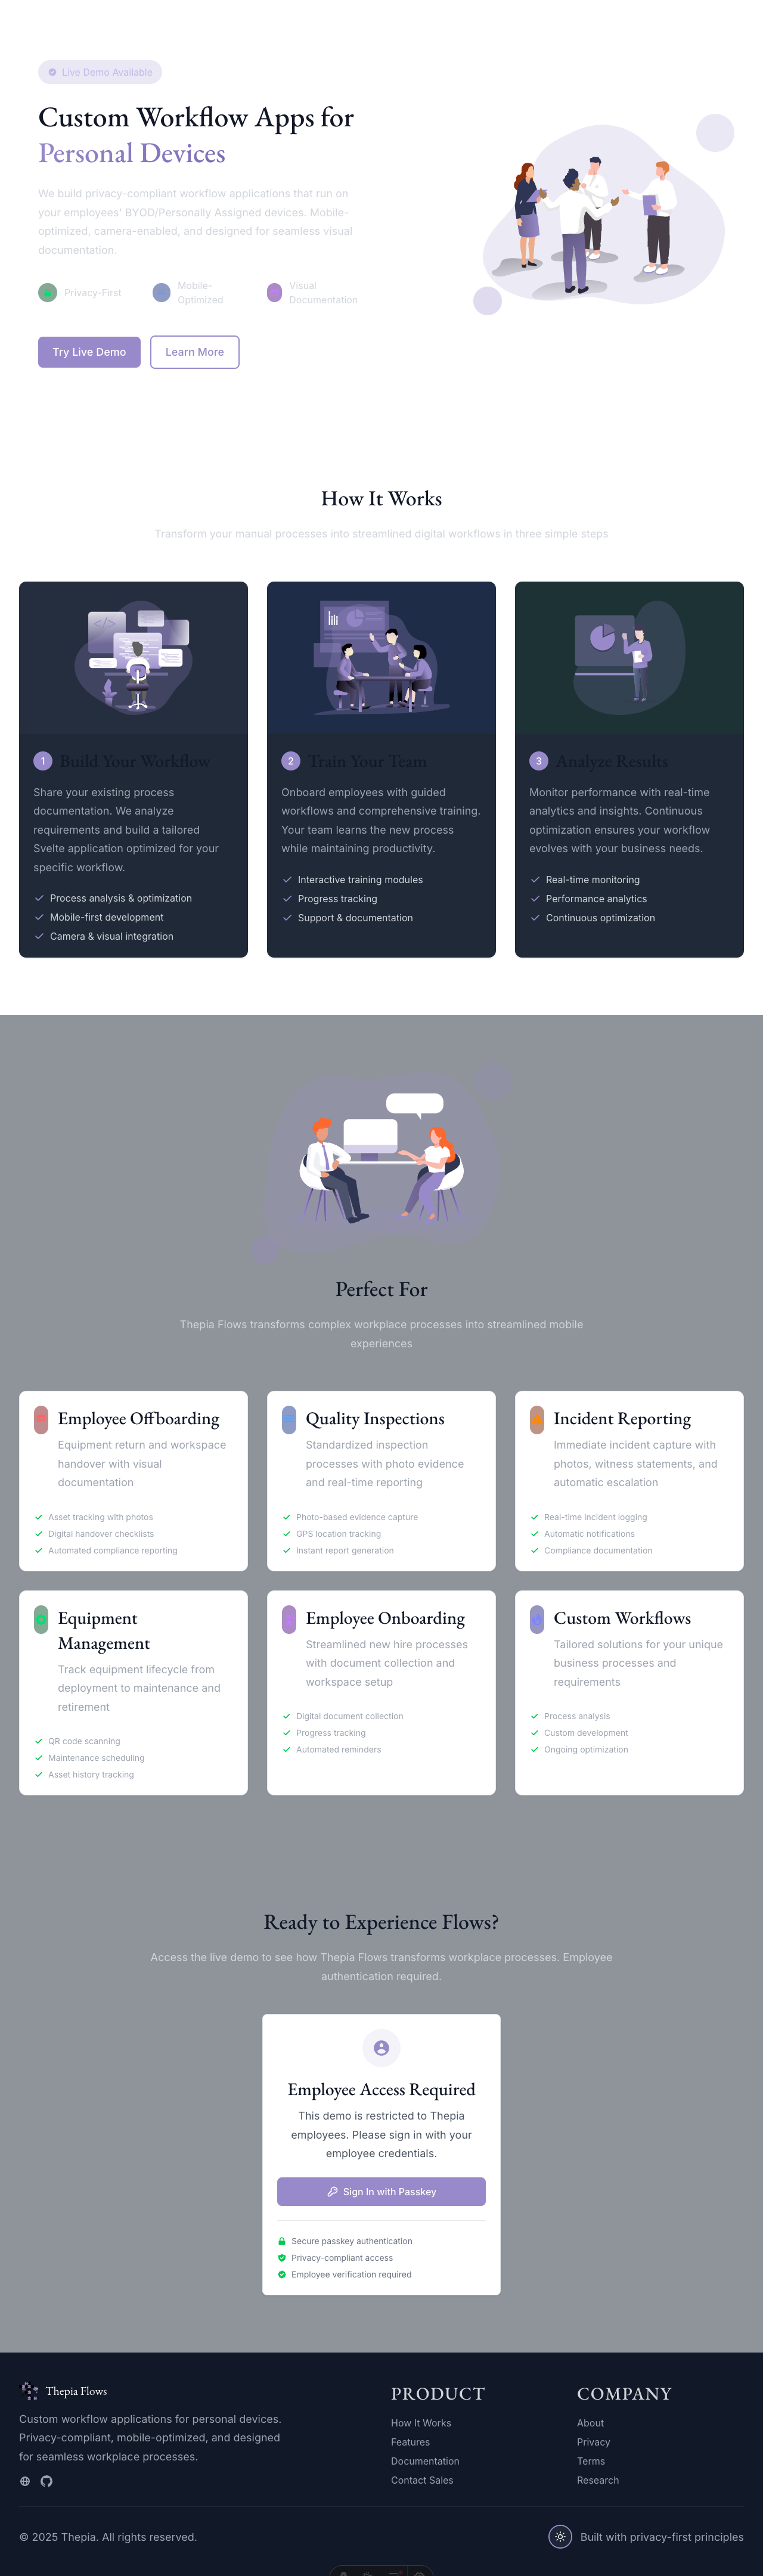 Live Demo Available
Custom Workflow Apps for
Personal Devices
We build privacy-compliant workflow applications that run on
your employees' BYOD/Personally Assigned devices. Mobile-
optimized, camera-enabled, and designed for seamless visual
documentation.
Privacy-First
Mobile-
Optimized
Visual
Documentation
Try Live Demo
Learn More
How It Works
Transform your manual processes into streamlined digital workflows in three simple steps
1
Build Your Workflow
Share your existing process
documentation. We analyze
requirements and build a tailored
Svelte application optimized for your
specific workflow.
Process analysis & optimization
Mobile-first development
Camera & visual integration
2
Train Your Team
Onboard employees with guided
workflows and comprehensive training.
Your team learns the new process
while maintaining productivity.
Interactive training modules
Progress tracking
Support & documentation
3
Analyze Results
Monitor performance with real-time
analytics and insights. Continuous
optimization ensures your workflow
evolves with your business needs.
Real-time monitoring
Performance analytics
Continuous optimization
Perfect For
Thepia Flows transforms complex workplace processes into streamlined mobile
experiences
Employee Offboarding
Equipment return and workspace
handover with visual
documentation
Asset tracking with photos
Digital handover checklists
Automated compliance reporting
Quality Inspections
Standardized inspection
processes with photo evidence
and real-time reporting
Photo-based evidence capture
GPS location tracking
Instant report generation
Incident Reporting
Immediate incident capture with
photos, witness statements, and
automatic escalation
Real-time incident logging
Automatic notifications
Compliance documentation
Equipment
Management
Track equipment lifecycle from
deployment to maintenance and
retirement
QR code scanning
Maintenance scheduling
Asset history tracking
Employee Onboarding
Streamlined new hire processes
with document collection and
workspace setup
Digital document collection
Progress tracking
Automated reminders
Custom Workflows
Tailored solutions for your unique
business processes and
requirements
Process analysis
Custom development
Ongoing optimization
Ready to Experience Flows?
Access the live demo to see how Thepia Flows transforms workplace processes. Employee
authentication required.
Employee Access Required
This demo is restricted to Thepia
employees. Please sign in with your
employee credentials.
Sign In with Passkey
Secure passkey authentication
Privacy-compliant access
Employee verification required
Thepia Flows
Custom workflow applications for personal devices.
Privacy-compliant, mobile-optimized, and designed
for seamless workplace processes.
PRODUCT
How It Works
Features
Documentation
Contact Sales
COMPANY
About
Privacy
Terms
Research
© 2025 Thepia. All rights reserved.
Built with privacy-first principles